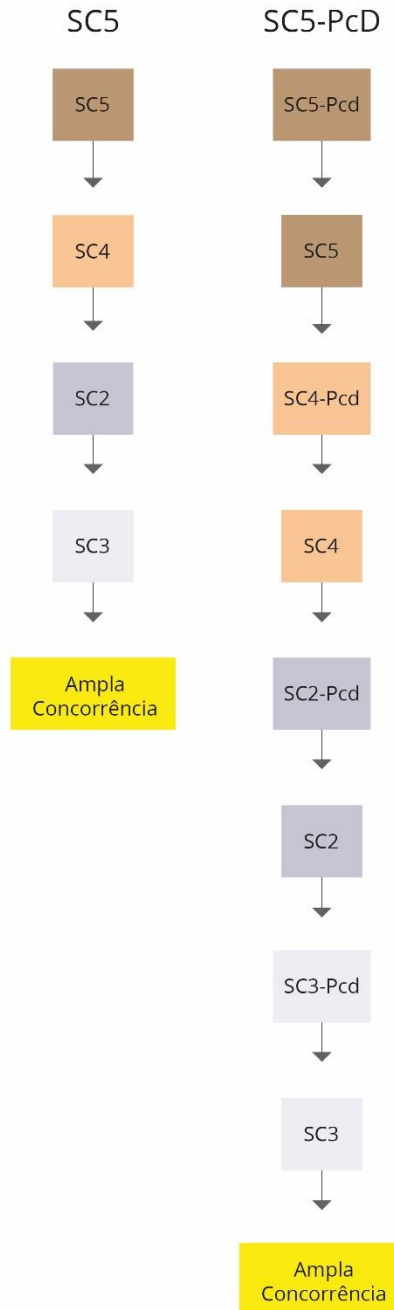 SC5
SC5
SC4
SC2
SC3
Ampla
Concorrência
SC5-PcD
SC5-Pcd
SC5
SC4-Pcd
SC4
SC2-Pcd
SC2
SC3-Pcd
SC3
Ampla
Concorrência